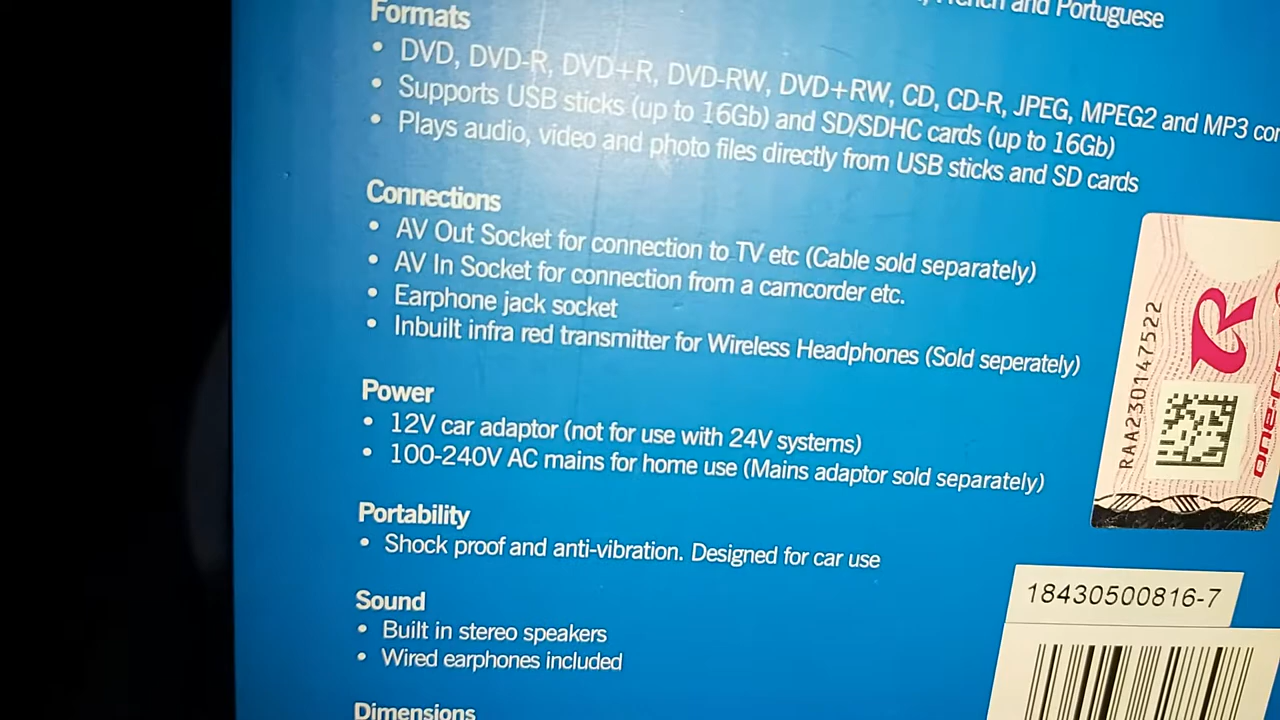 French and Portuguese
Formats
• DVD, DVD-R, DVD+R, DVD-RW, DVD+RW, CD, CD-R, JPEG, MPEG2 and MP3
• Supports USB sticks (up to 16Gb) and SD/SDHC cards (up to 16Gb)
• Plays audio, video and photo files directly from USB sticks and SD cards
Connections
• AV Out Socket for connection to TV etc (Cable sold separately)
• AV In Socket for connection from a camcorder etc.
• Earphone jack socket
• Inbuilt infra red transmitter for Wireless Headphones (Sold seperately)
Power
• 12V car adaptor (not for use with 24V systems)
• 100-240V AC mains for home use (Mains adaptor sold separately)
Portability
• Shock proof and anti-vibration. Designed for car use
Sound
• Built in stereo speakers
• Wired earphones included
Dimensions
RAA230147522
R
18430500816-7